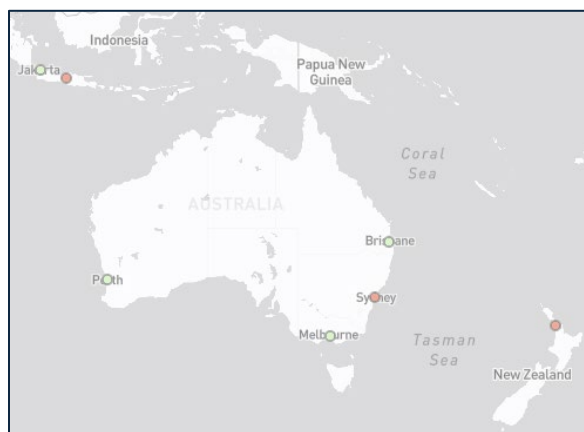 Indonesia
Jakarta
Papua New
Guinea
Coral
Sea
AUSTRALIA
Brisbane
Perth
Sydney
Melbourne
Tasman
Sea
New Zealand